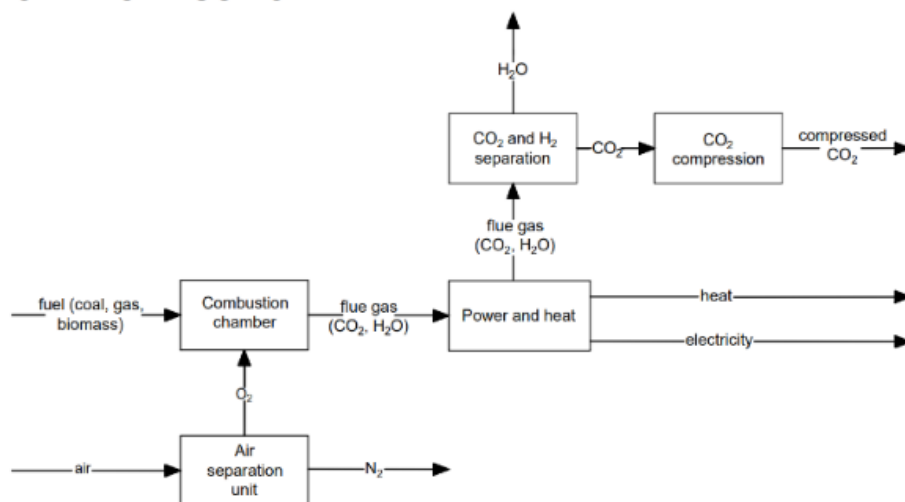 H₂O
CO₂ and H₂
separation
CO₂
CO₂
compression
compressed
CO₂
flue gas
(CO₂, H₂O)
fuel (coal, gas,
biomass)
Combustion
chamber
flue gas
(CO₂, H₂O)
Power and heat
heat
electricity
O₂
air
Air
separation
unit
N₂